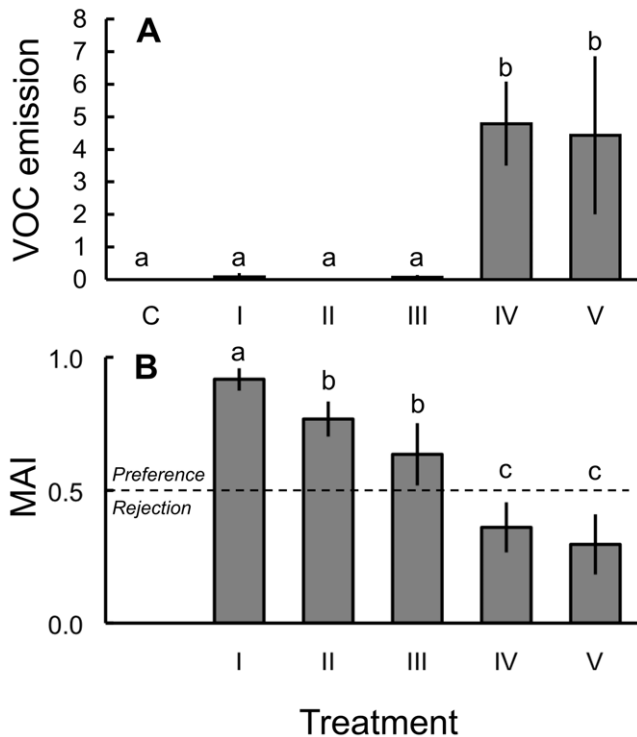 A
VOC emission
8
7
6
5
4
3
2
1
0
a a a a b b
C I II III IV V
B
MAI
1.0
0.5
0.0
Preference
Rejection
a b b c c
I II III IV V
Treatment